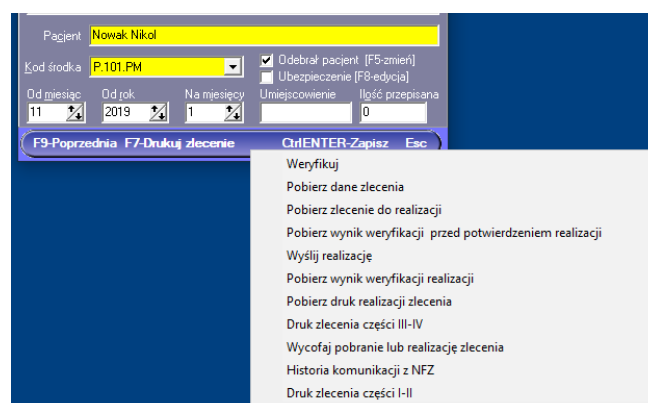 Pacjent Nowak Nikol
Kod środka P.101.PM Odebrał pacjent [F5-zmień]
Ubezpieczenie [F8-edycja]
Od miesiąc Od rok Na miesięcy Umiejscowienie Ilość przepisana
11 2019 1 0
F9-Poprzednia F7-Drukuj zlecenie CtrlENTER-Zapisz Esc
Weryfikuj
Pobierz dane zlecenia
Pobierz zlecenie do realizacji
Pobierz wynik weryfikacji przed potwierdzeniem realizacji
Wyślij realizację
Pobierz wynik weryfikacji realizacji
Pobierz druk realizacji zlecenia
Druk zlecenia części III-IV
Wycofaj pobranie lub realizację zlecenia
Historia komunikacji z NFZ
Druk zlecenia części I-II